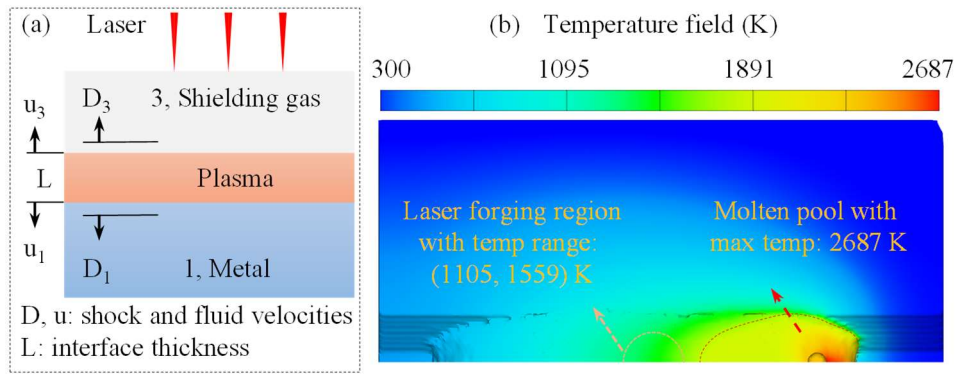 (a)
Laser
D3
3, Shielding gas
u3
L
Plasma
u1
D1
1, Metal
D, u: shock and fluid velocities
L: interface thickness
(b) Temperature field (K)
300 1095 1891 2687
Laser forging region
with temp range:
(1105, 1559) K
Molten pool with
max temp: 2687 K